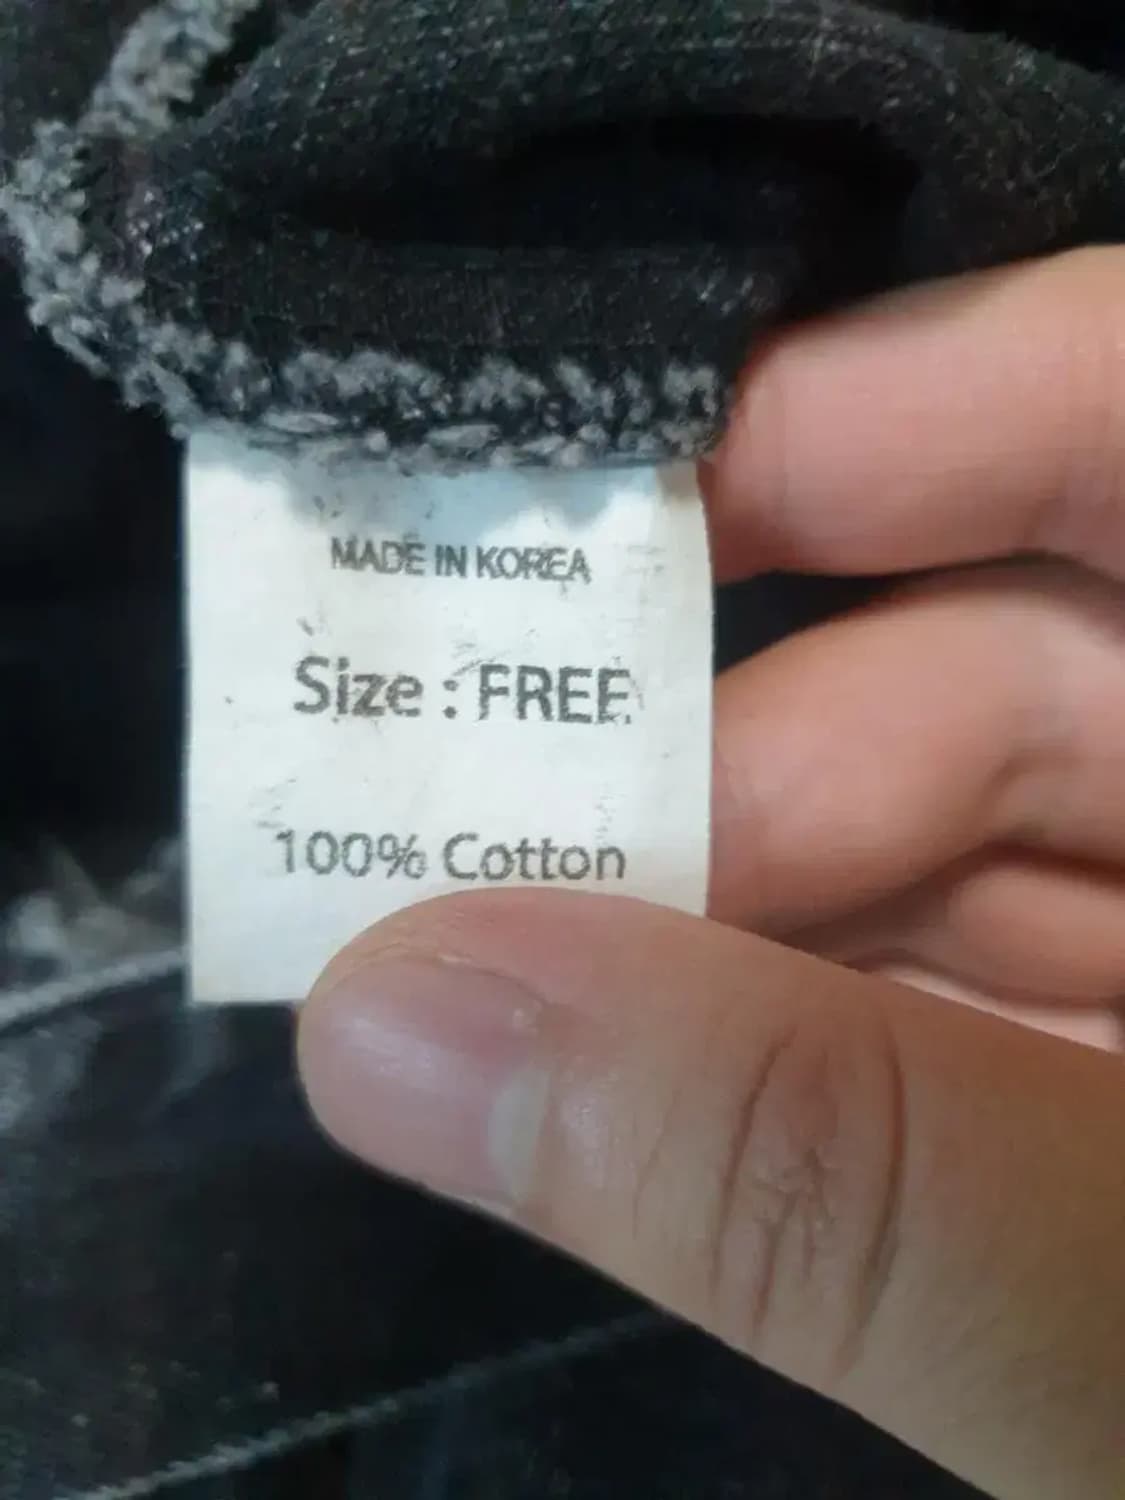 MADE IN KOREA
Size : FREE
100% Cotton